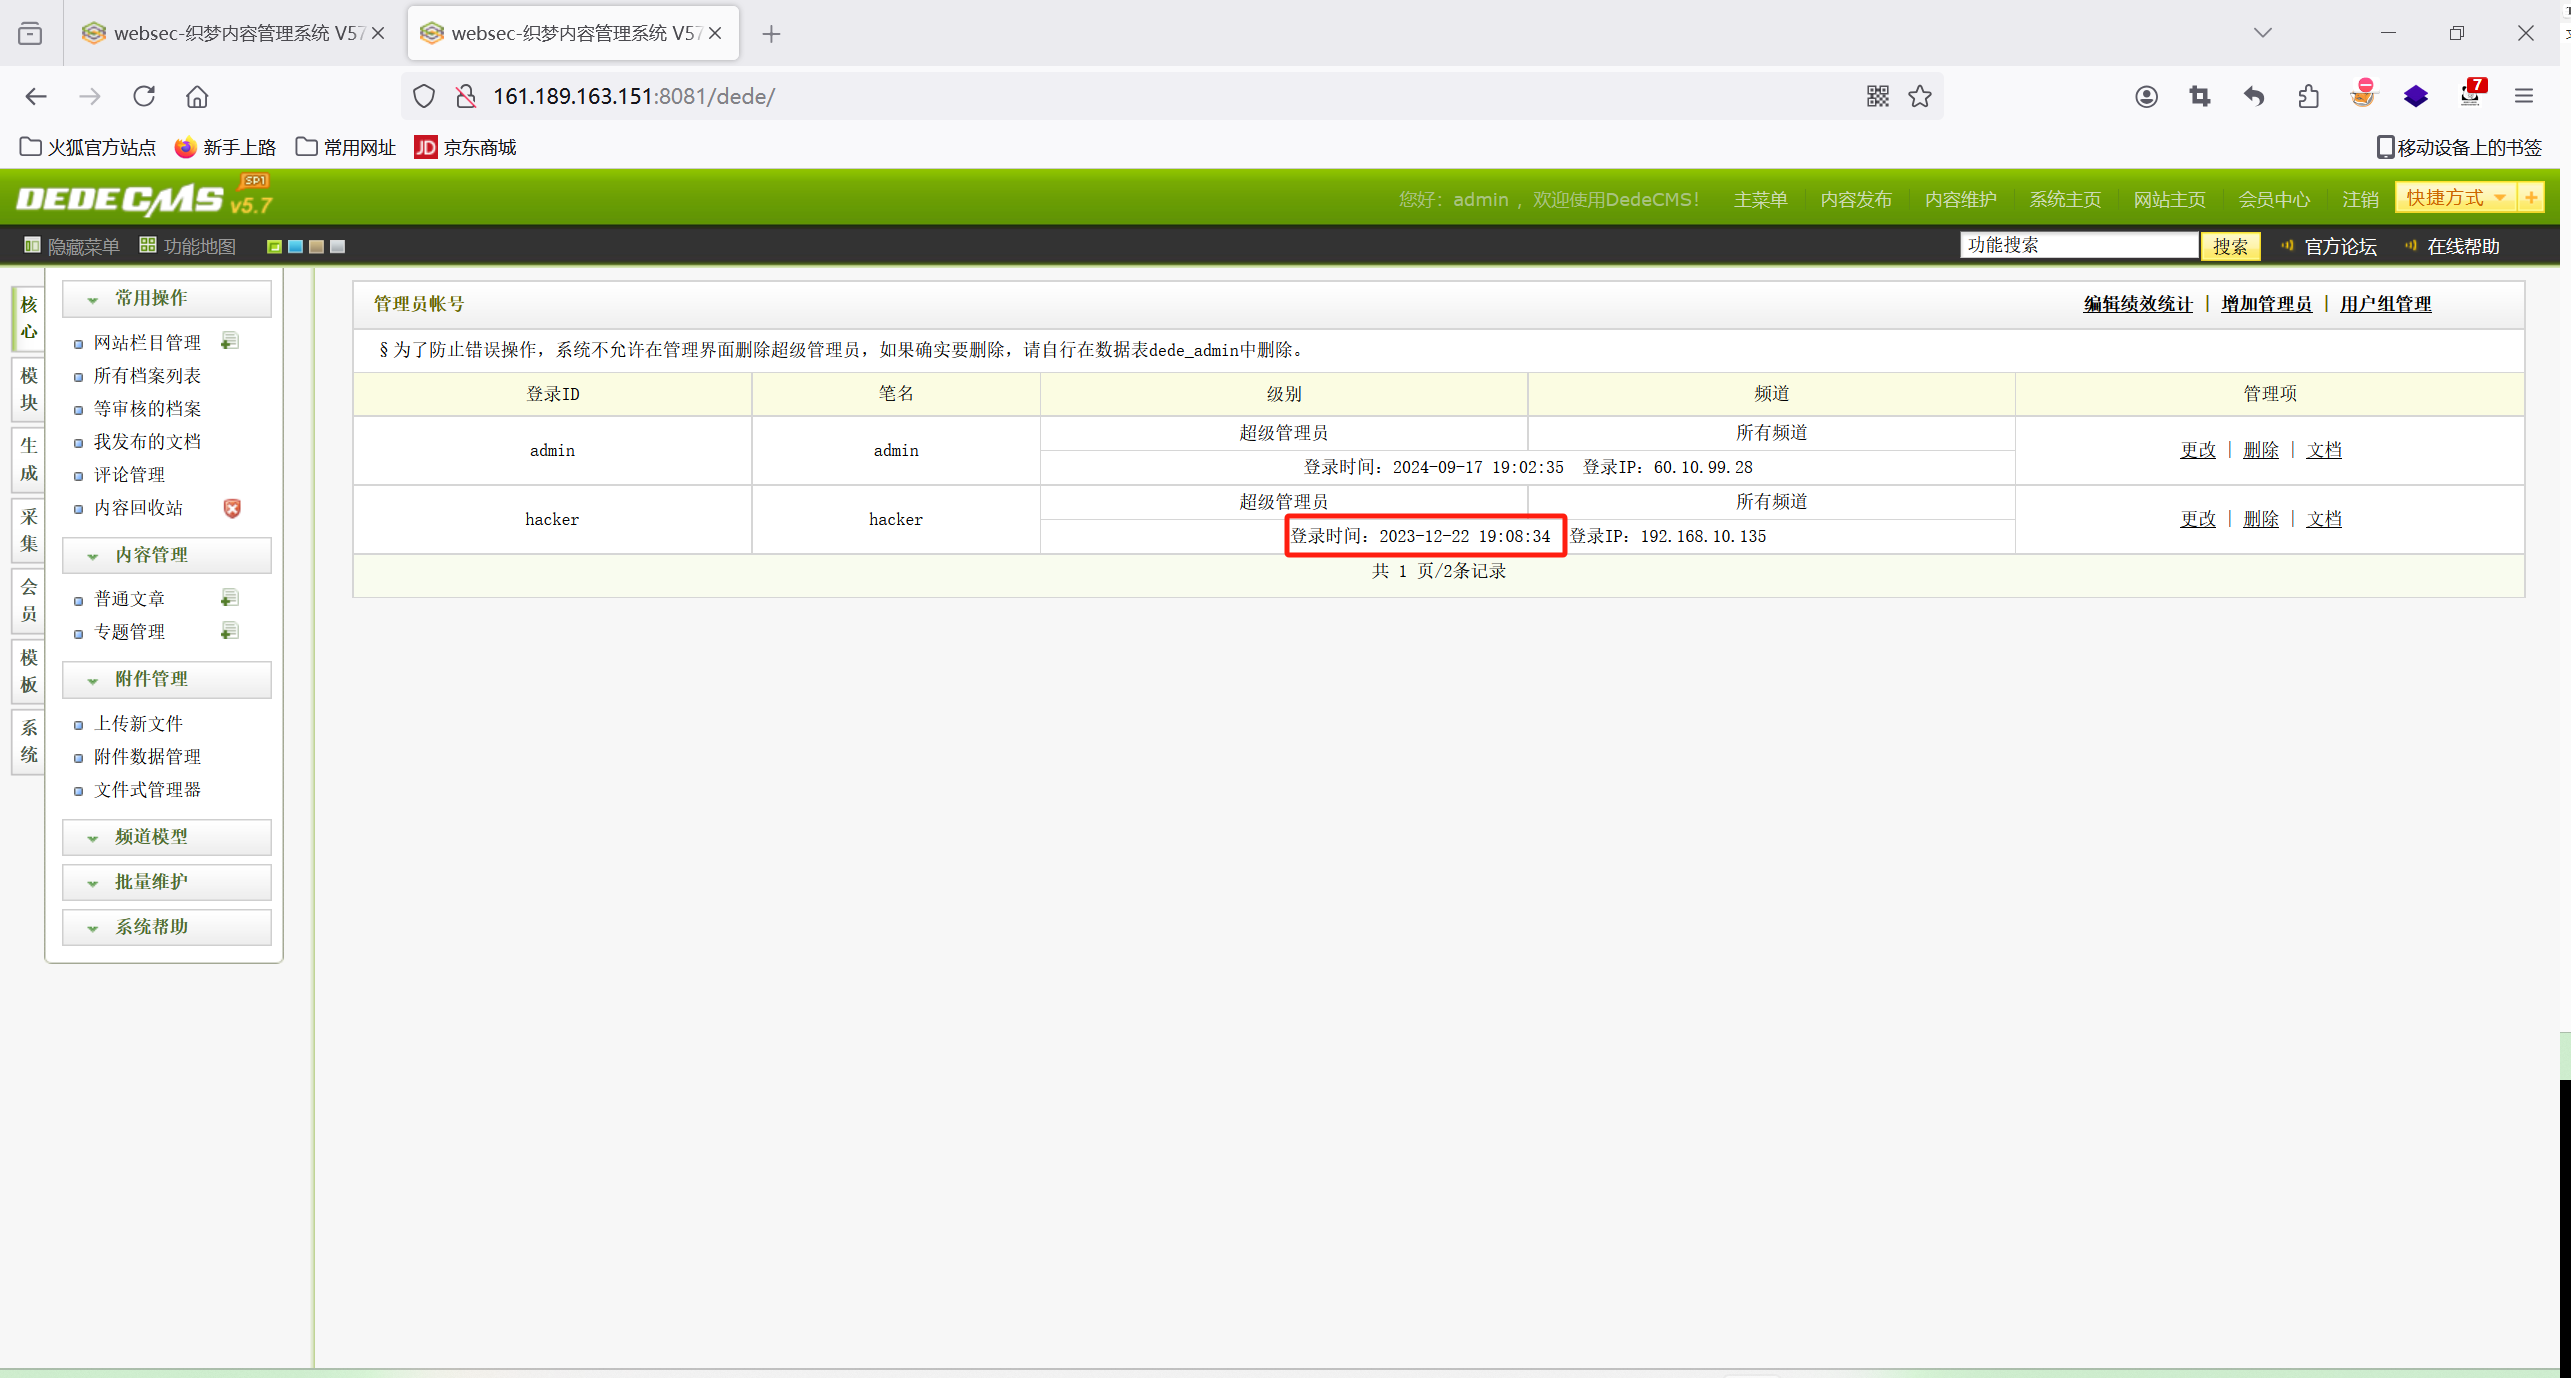 websec-织梦内容管理系统 V57
websec-织梦内容管理系统 V57
161.189.163.151:8081/dede/
7
火狐官方站点
新手上路
常用网址
JD 京东商城
移动设备上的书签
DEDECMS v5.7 SP1
您好：admin ，欢迎使用DedeCMS！
主菜单
内容发布
内容维护
系统主页
网站主页
会员中心
注销
快捷方式
隐藏菜单
功能地图
功能搜索
搜索
官方论坛
在线帮助
核心
模块
生成
采集
会员
模板
系统
常用操作
网站栏目管理
所有档案列表
等审核的档案
我发布的文档
评论管理
内容回收站
内容管理
普通文章
专题管理
附件管理
上传新文件
附件数据管理
文件式管理器
频道模型
批量维护
系统帮助
管理员帐号
编辑绩效统计 | 增加管理员 | 用户组管理
§为了防止错误操作，系统不允许在管理界面删除超级管理员，如果确实要删除，请自行在数据表dede_admin中删除。
登录ID 笔名 级别 频道 管理项
admin admin 超级管理员 所有频道 更改 | 删除 | 文档
登录时间：2024-09-17 19:02:35 登录IP：60.10.99.28
hacker hacker 超级管理员 所有频道 更改 | 删除 | 文档
登录时间：2023-12-22 19:08:34 登录IP：192.168.10.135
共 1 页/2条记录